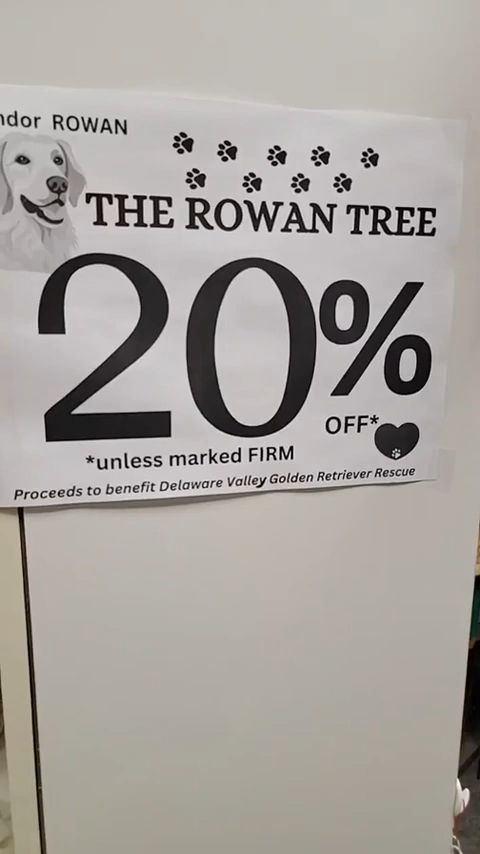 ndor ROWAN
THE ROWAN TREE
20%
OFF*
*unless marked FIRM
Proceeds to benefit Delaware Valley Golden Retriever Rescue